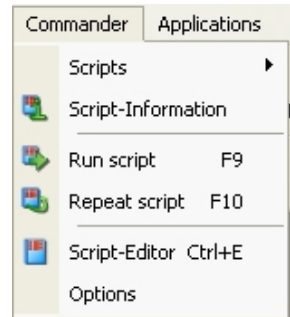 Commander Applications
Scripts
Script-Information
Run script F9
Repeat script F10
Script-Editor Ctrl+E
Options